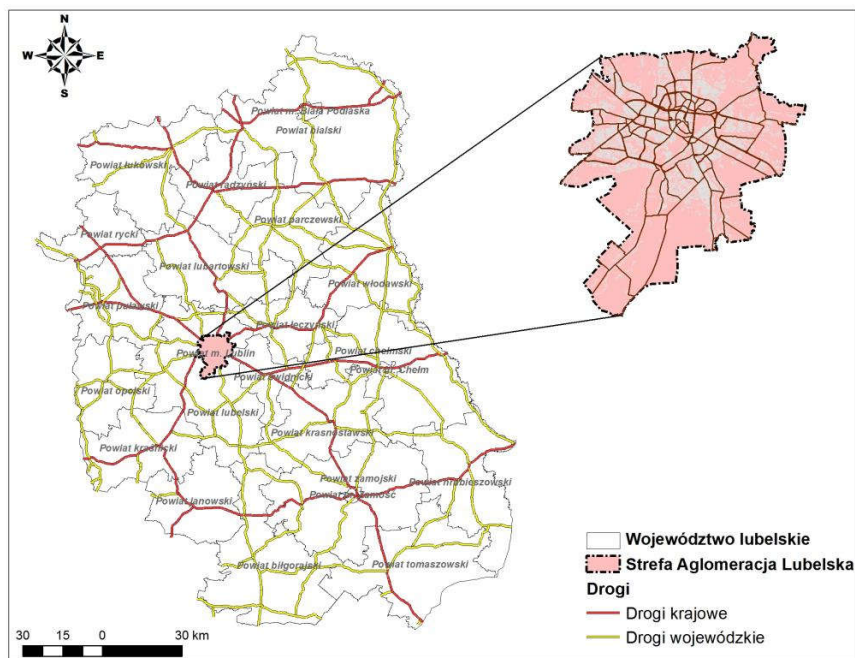 N
W E
S
Powiat m. Biała Podlaska
Powiat bialski
Powiat łukowski
Powiat radzyński
Powiat parczewski
Powiat rycki
Powiat lubartowski
Powiat włodawski
Powiat puławski
Powiat łęczyński
Powiat m. Lublin
Powiat chełmski
Powiat świdnicki
Powiat m. Chełm
Powiat opolski
Powiat lubelski
Powiat krasnostawski
Powiat kraśnicki
Powiat zamojski
Powiat hrubieszowski
Powiat m. Zamość
Powiat janowski
Powiat biłgorajski
Powiat tomaszowski
Województwo lubelskie
Strefa Aglomeracja Lubelska
Drogi
Drogi krajowe
Drogi wojewódzkie
30 15 0 30 km